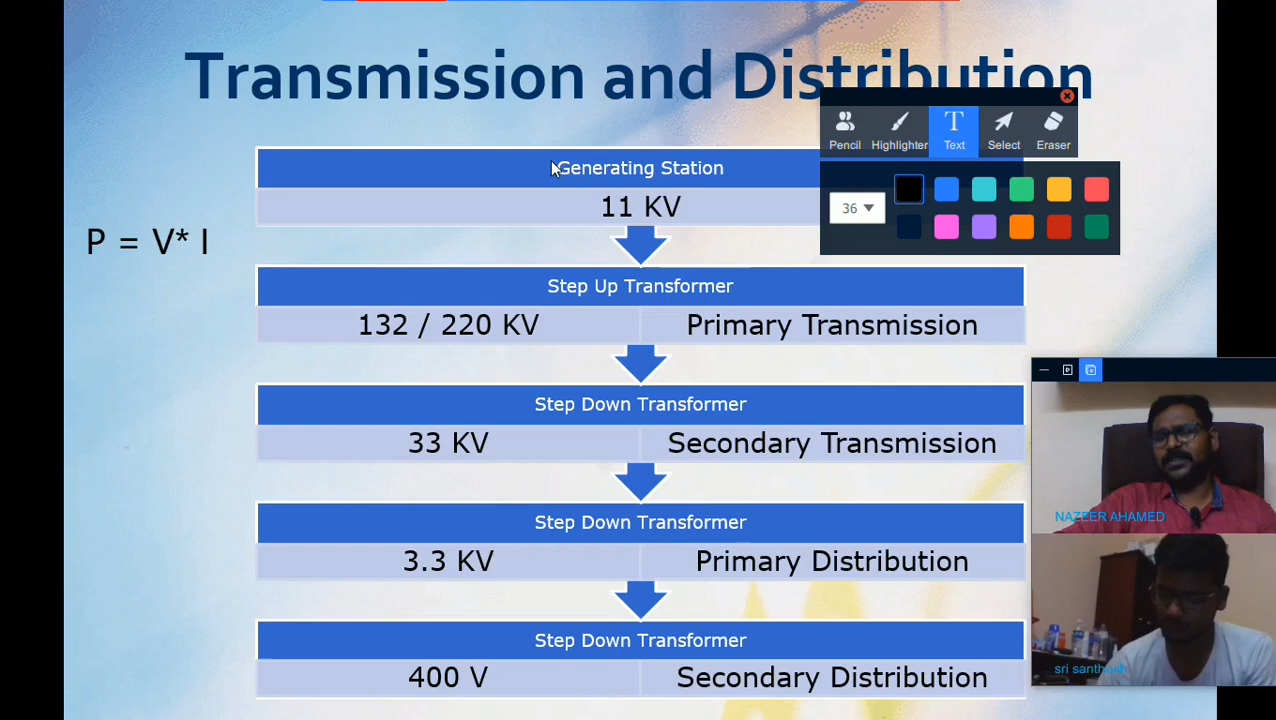 Transmission and Distribution
Pencil
Highlighter
Text
Select
Eraser
36
Generating Station
11 KV
P = V* I
Step Up Transformer
132 / 220 KV
Primary Transmission
Step Down Transformer
33 KV
Secondary Transmission
Step Down Transformer
3.3 KV
Primary Distribution
Step Down Transformer
400 V
Secondary Distribution
NAZEER AHAMED
sri santhosh